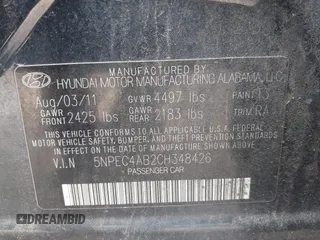 MANUFACTURED BY
HYUNDAI MOTOR MANUFACTURING ALABAMA, LLC
Aug/03/11 GVWR 4497 lbs PAINT
GAWR FRONT 2425 lbs GAWR REAR 2183 lbs TRIM
THIS VEHICLE CONFORMS TO ALL APPLICABLE U.S.A. FEDERAL
MOTOR VEHICLE SAFETY, BUMPER, AND THEFT PREVENTION
STANDARDS IN EFFECT ON THE DATE OF MANUFACTURE SHOWN ABOVE.
V.I.N 5NPEC4AB2CH348426
PASSENGER CAR
© DREAMBID